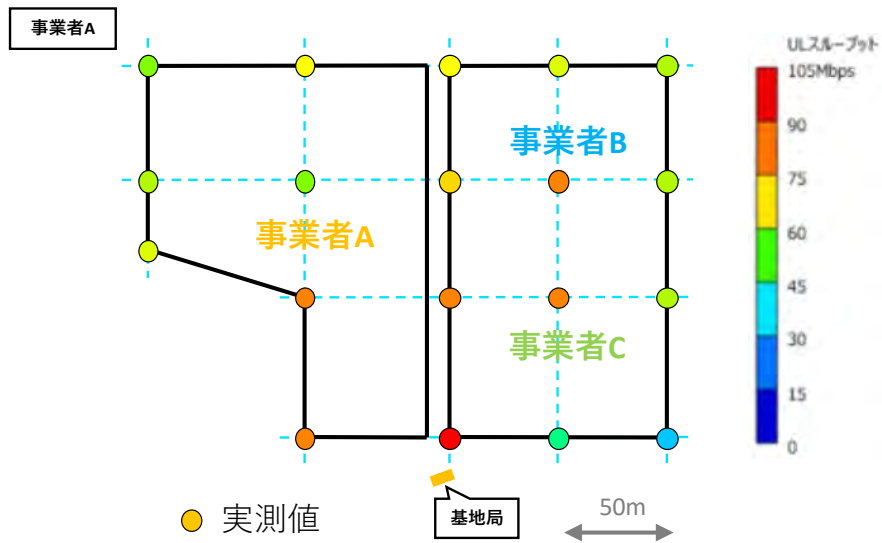 事業者A
ULスループット
105Mbps
90
75
60
45
30
15
0
事業者B
事業者A
事業者C
実測値
基地局
50m